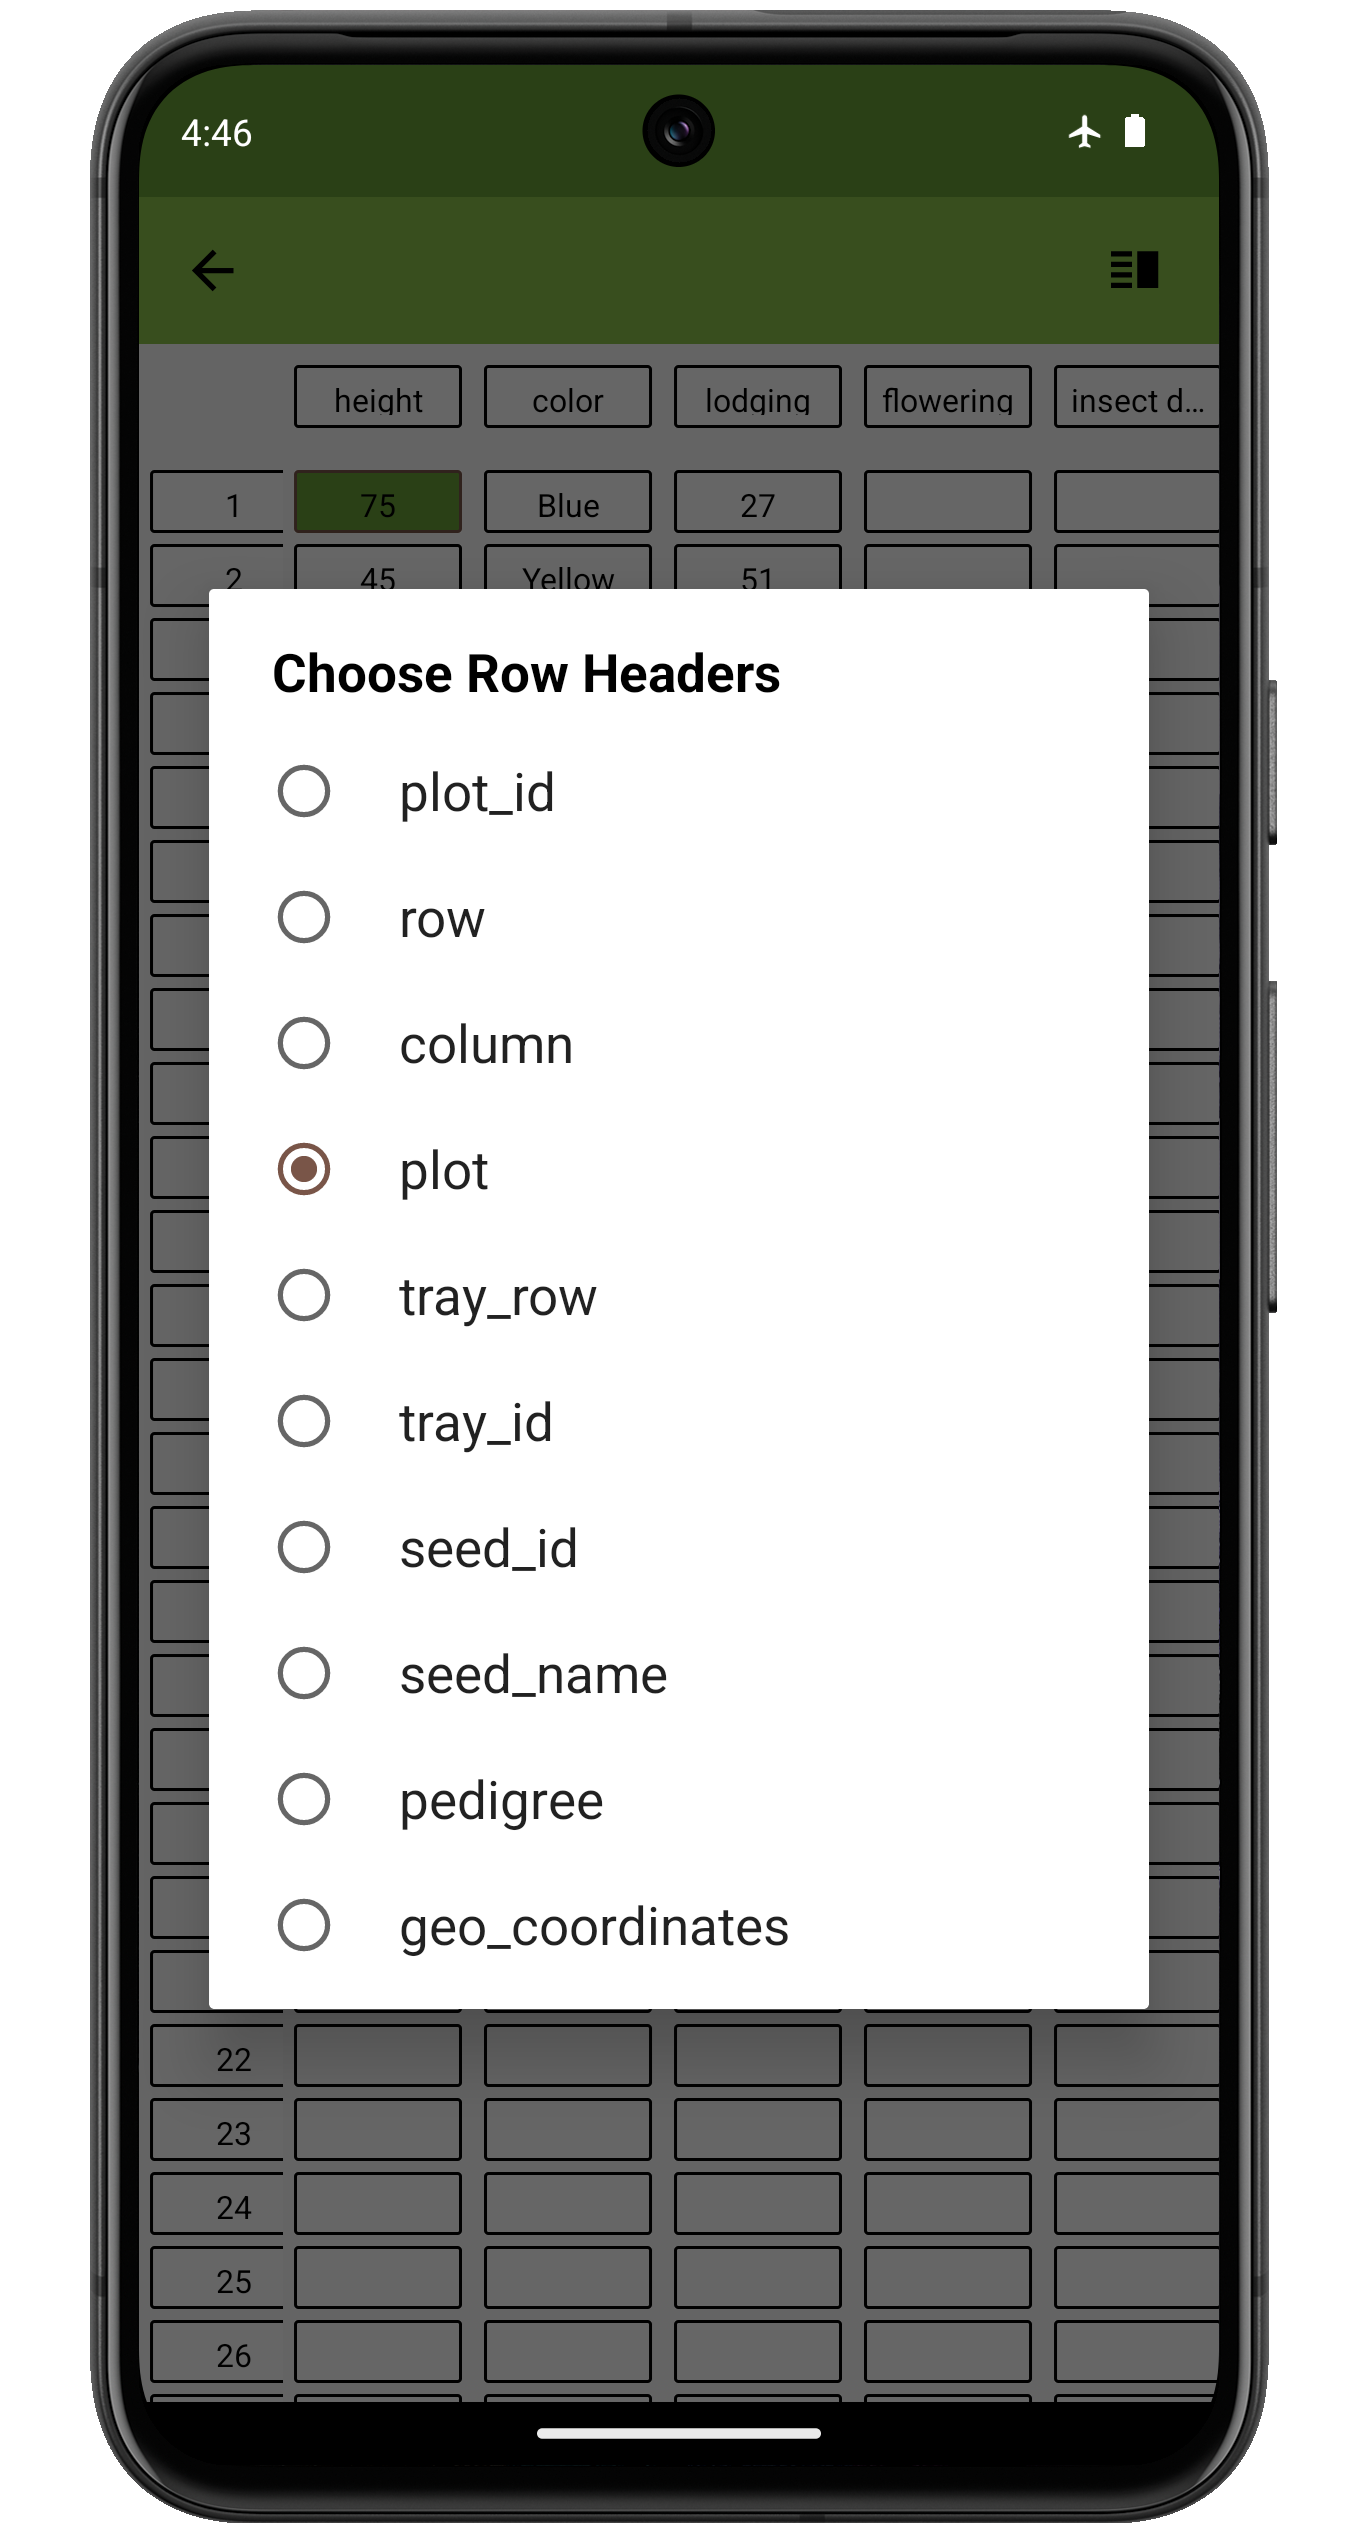 4:46
height color lodging flowering insect d...
1 75 Blue 27
2 45 Yellow 51
Choose Row Headers
plot_id
row
column
plot
tray_row
tray_id
seed_id
seed_name
pedigree
geo_coordinates
22
23
24
25
26